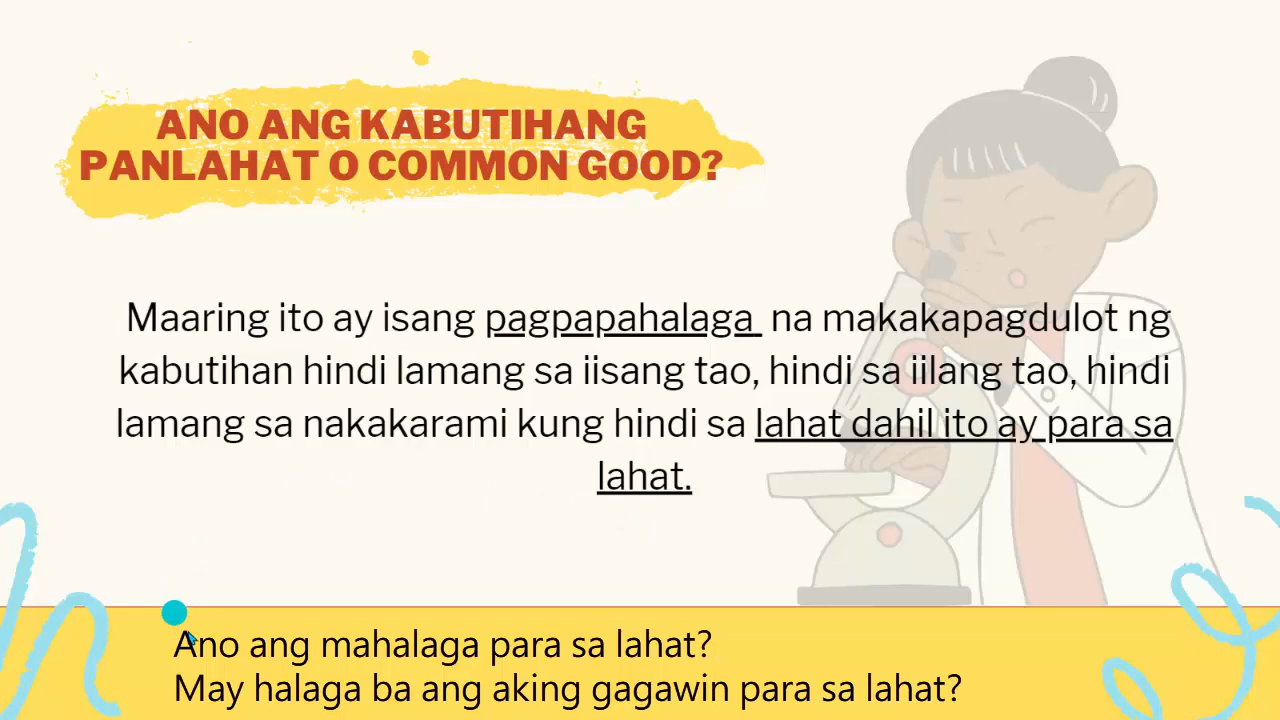 ANO ANG KABUTIHANG
PANLAHAT O COMMON GOOD?
Maaring ito ay isang pagpapahalaga na makakapagdulot ng
kabutihan hindi lamang sa iisang tao, hindi sa iilang tao, hindi
lamang sa nakakarami kung hindi sa lahat dahil ito ay para sa
lahat.
Ano ang mahalaga para sa lahat?
May halaga ba ang aking gagawin para sa lahat?